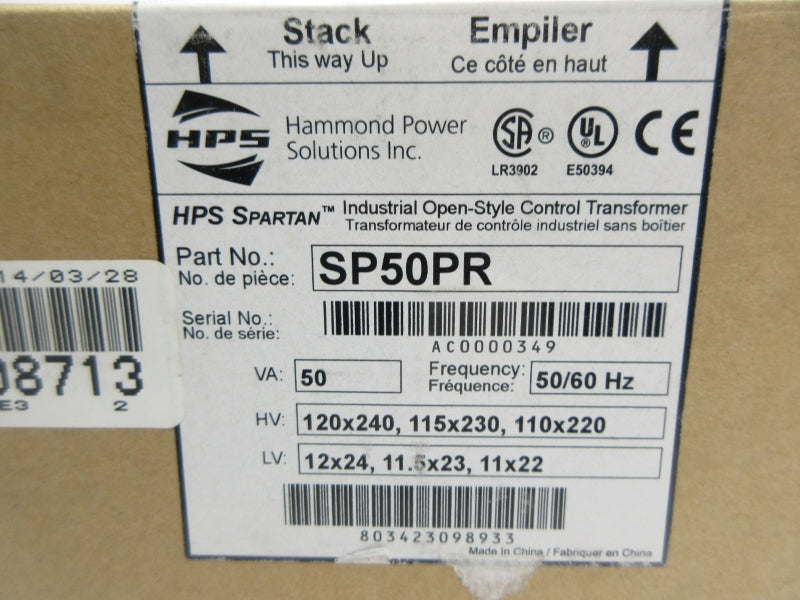 Stack Empiler
This way Up Ce côté en haut
HPS Hammond Power
Solutions Inc.
SA ® UL ® CE
LR3902 E50394
HPS SPARTAN™ Industrial Open-Style Control Transformer
Transformateur de contrôle industriel sans boîtier
Part No.:
No. de pièce: SP50PR
Serial No.:
No. de série:
AC0000349
VA: 50 Frequency:
Fréquence: 50/60 Hz
HV: 120x240, 115x230, 110x220
LV: 12x24, 11.5x23, 11x22
803423098933
Made in China / Fabriquer en China
14/03/28
08713
E3 2